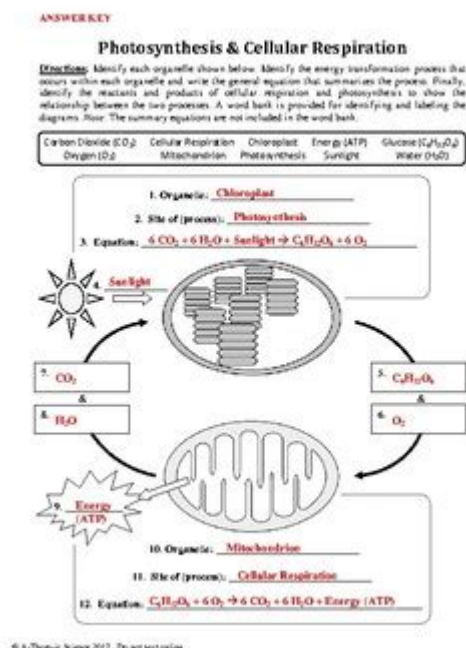 ANSWER KEY
Photosynthesis & Cellular Respiration
Directions: Identify each organelle shown below. Identify the energy transformation process that
occurs within each organelle and write the general equation that summarizes the process. Finally,
identify the reactants and products of cellular respiration and photosynthesis to show the
relationship between the two processes. A word bank is provided for identifying and labeling the
diagrams. Note: The summary equations are not included in the word bank.
Carbon Dioxide (CO₂) Cellular Respiration Chloroplast Energy (ATP) Glucose (C₆H₁₂O₆)
Oxygen (O₂) Mitochondrion Photosynthesis Sunlight Water (H₂O)
1. Organelle: Chloroplast
2. Site of (process): Photosynthesis
3. Equation: 6 CO₂ + 6 H₂O + Sunlight → C₆H₁₂O₆ + 6 O₂
4. Sunlight
7. CO₂
&
8. H₂O
5. C₆H₁₂O₆
&
6. O₂
9. Energy
(ATP)
10. Organelle: Mitochondrion
11. Site of (process): Cellular Respiration
12. Equation: C₆H₁₂O₆ + 6 O₂ → 6 CO₂ + 6 H₂O + Energy (ATP)
Science 2012 Do not post online